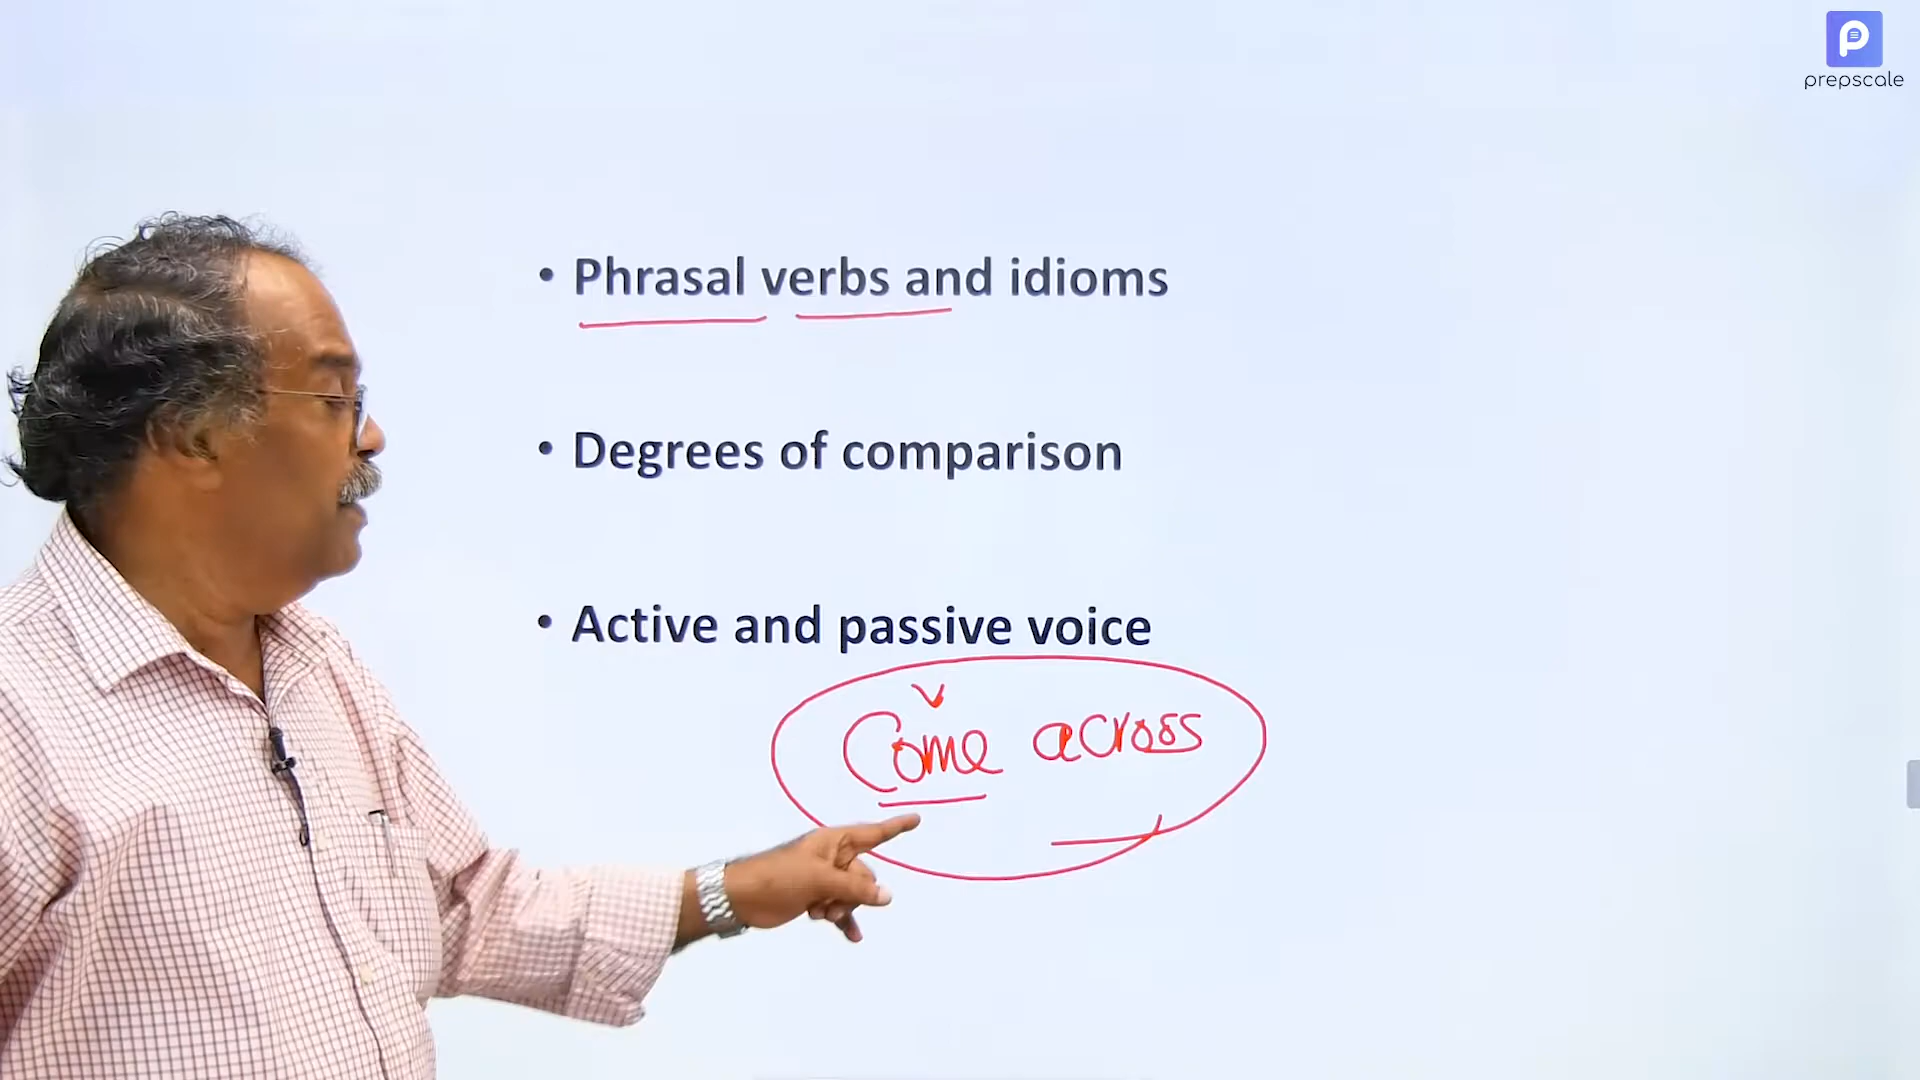 prepscale
• Phrasal verbs and idioms
• Degrees of comparison
• Active and passive voice
v
Come across